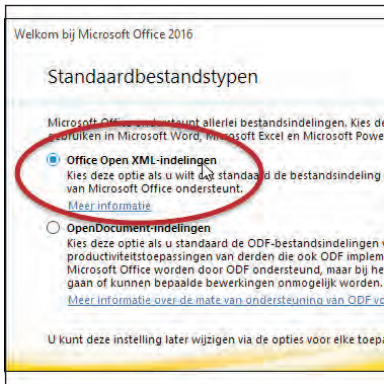 Welkom bij Microsoft Office 2016
Standaardbestandstypen
Microsoft Office ondersteunt allerlei bestandsindelingen. Kies de
gebruiken in Microsoft Word, Microsoft Excel en Microsoft Powe
Office Open XML-indelingen
Kies deze optie als u wilt dat standaard de bestandsindeling
van Microsoft Office ondersteunt.
Meer informatie
OpenDocument-indelingen
Kies deze optie als u standaard de ODF-bestandsindelingen v
productiviteitstoepassingen van derden die ook ODF implem
Microsoft Office worden door ODF ondersteund, maar bij he
gaan of kunnen bepaalde bewerkingen onmogelijk worden.
Meer informatie over de mate van ondersteuning van ODF vo
U kunt deze instelling later wijzigen via de opties voor elke toepa